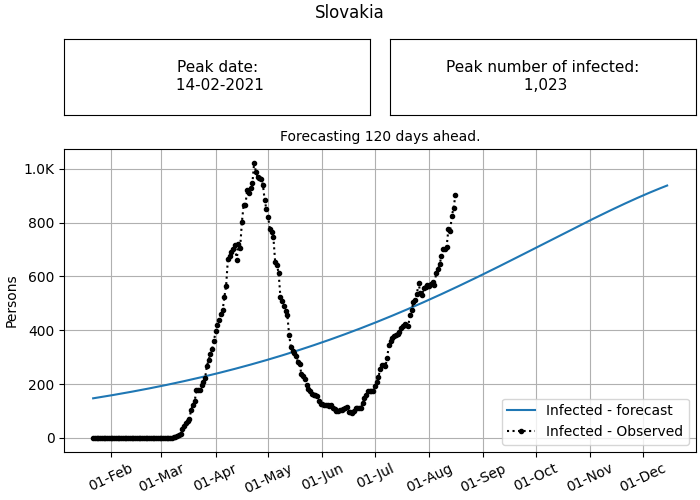 Slovakia
Peak date:
14-02-2021
Peak number of infected:
1,023
Forecasting 120 days ahead.
1.0K
800
600
400
200
0
Persons
Infected - forecast
Infected - Observed
01-Feb
01-Mar
01-Apr
01-May
01-Jun
01-Jul
01-Aug
01-Sep
01-Oct
01-Nov
01-Dec